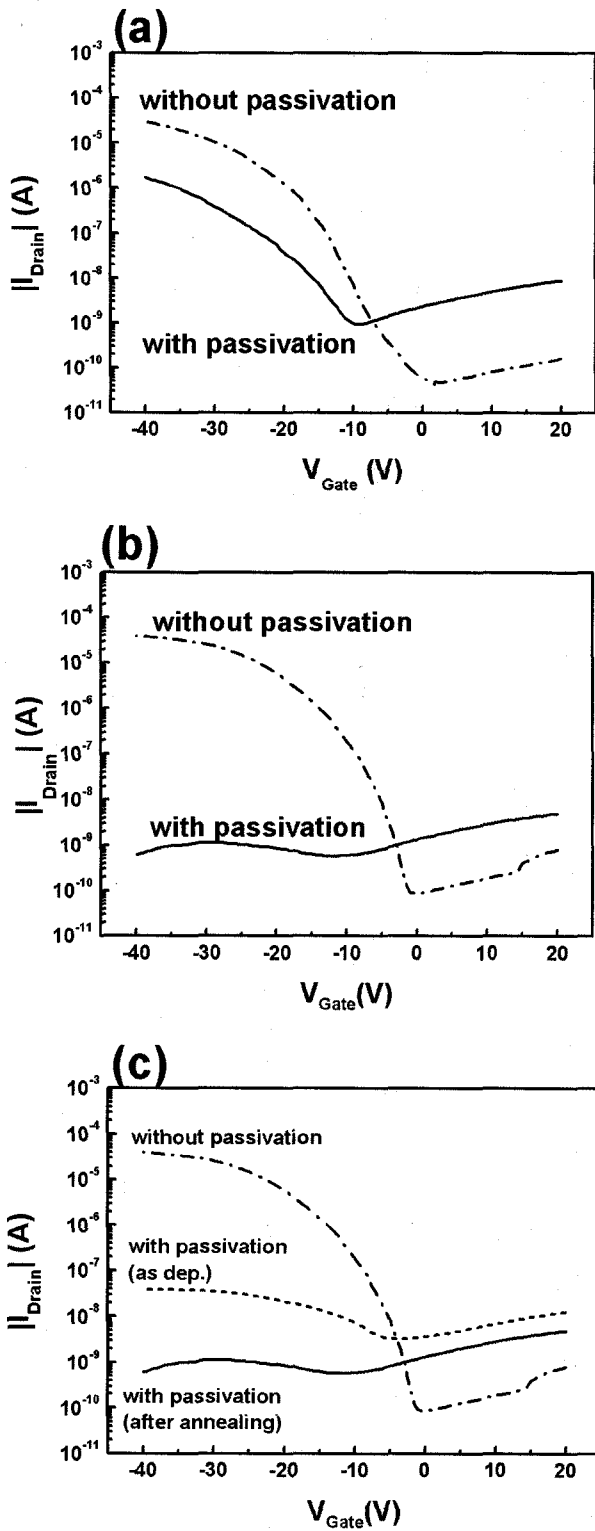 (a)
10^-3
10^-4
10^-5
10^-6
10^-7
10^-8
10^-9
10^-10
10^-11
|I_Drain| (A)
without passivation
with passivation
-40 -30 -20 -10 0 10 20
V_Gate (V)
(b)
10^-3
10^-4
10^-5
10^-6
10^-7
10^-8
10^-9
10^-10
10^-11
|I_Drain| (A)
without passivation
with passivation
-40 -30 -20 -10 0 10 20
V_Gate(V)
(c)
10^-3
10^-4
10^-5
10^-6
10^-7
10^-8
10^-9
10^-10
10^-11
|I_Drain| (A)
without passivation
with passivation
(as dep.)
with passivation
(after annealing)
-40 -30 -20 -10 0 10 20
V_Gate(V)